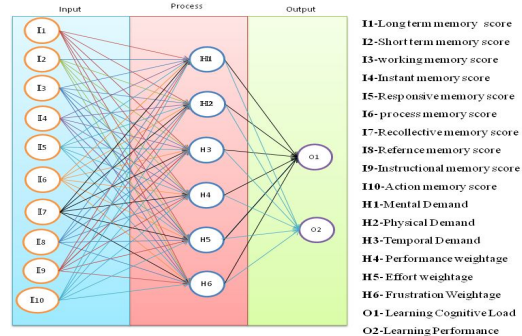 Input Process Output
I1
I2
I3
I4
I5
I6
I7
I8
I9
I10
H1
H2
H3
H4
H5
H6
O1
O2
I1-Long term memory score
I2-Short term memory score
I3-working memory score
I4-Instant memory score
I5-Responsive memory score
I6- process memory score
I7-Recollective memory score
I8-Refernce memory score
I9-Instructional memory score
I10-Action memory score
H1-Mental Demand
H2-Physical Demand
H3-Temporal Demand
H4- Performance weightage
H5- Effort weightage
H6- Frustration Weightage
O1- Learning Cognitive Load
O2-Learning Performance